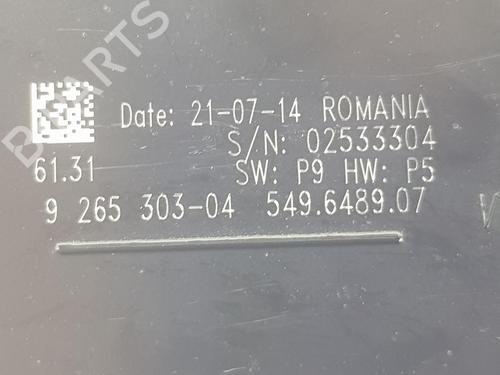 B-PARTS
Date: 21-07-14 ROMANIA
S/N: 02533304
61.31 SW: P9 HW: P5
9 265 303-04 549.6489.07 V